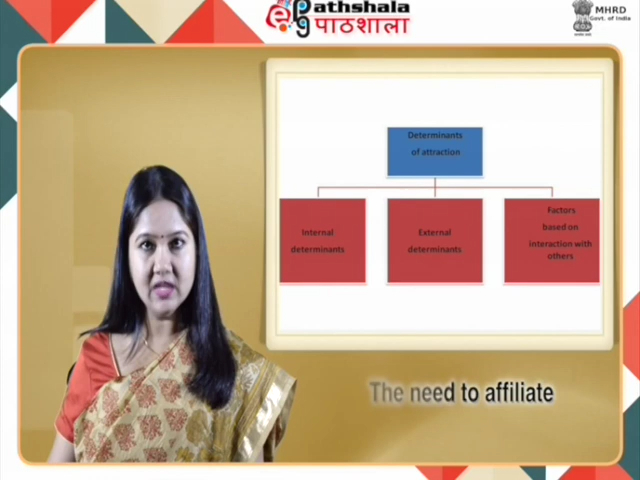 epg Pathshala
पाठशाला
MHRD
Govt. of India
Determinants
of attraction
Internal
determinants
External
determinants
Factors
based on
interaction with
others
The need to affiliate